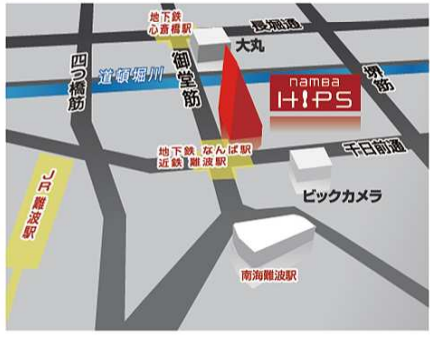 地下鉄
心斎橋駅
長堀通
大丸
御堂筋
四つ橋筋
道頓堀川
堺筋
namBa
H!PS
地下鉄 なんば駅
近鉄 難波駅
千日前通
JR難波駅
ビックカメラ
南海難波駅